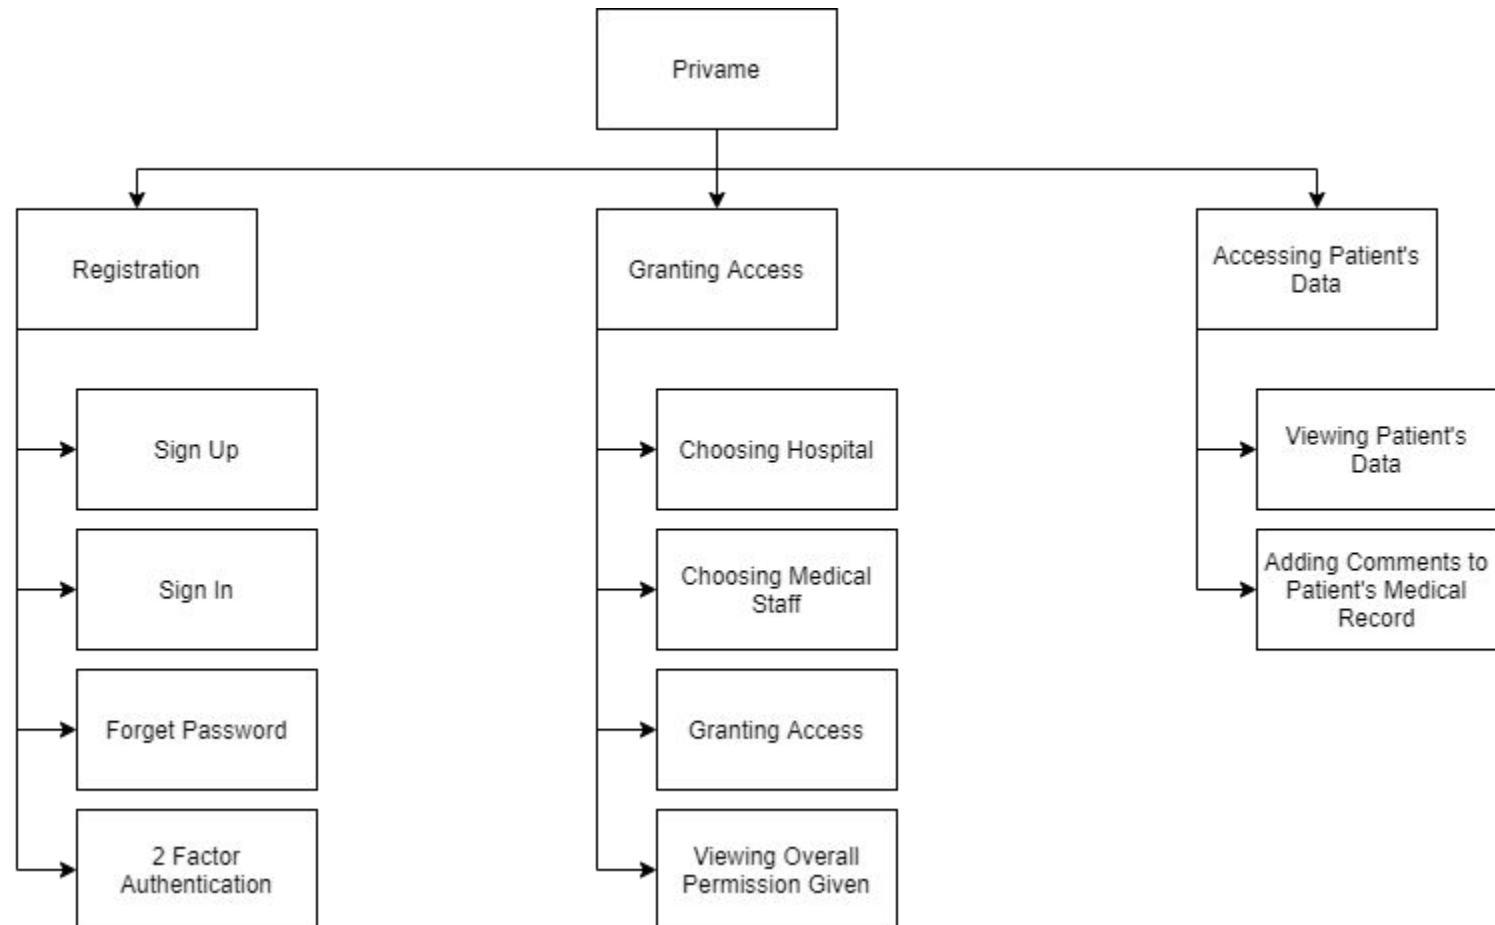 Privame
Registration
Granting Access
Accessing Patient's
Data
Sign Up
Sign In
Forget Password
2 Factor
Authentication
Choosing Hospital
Choosing Medical
Staff
Granting Access
Viewing Overall
Permission Given
Viewing Patient's
Data
Adding Comments to
Patient's Medical
Record